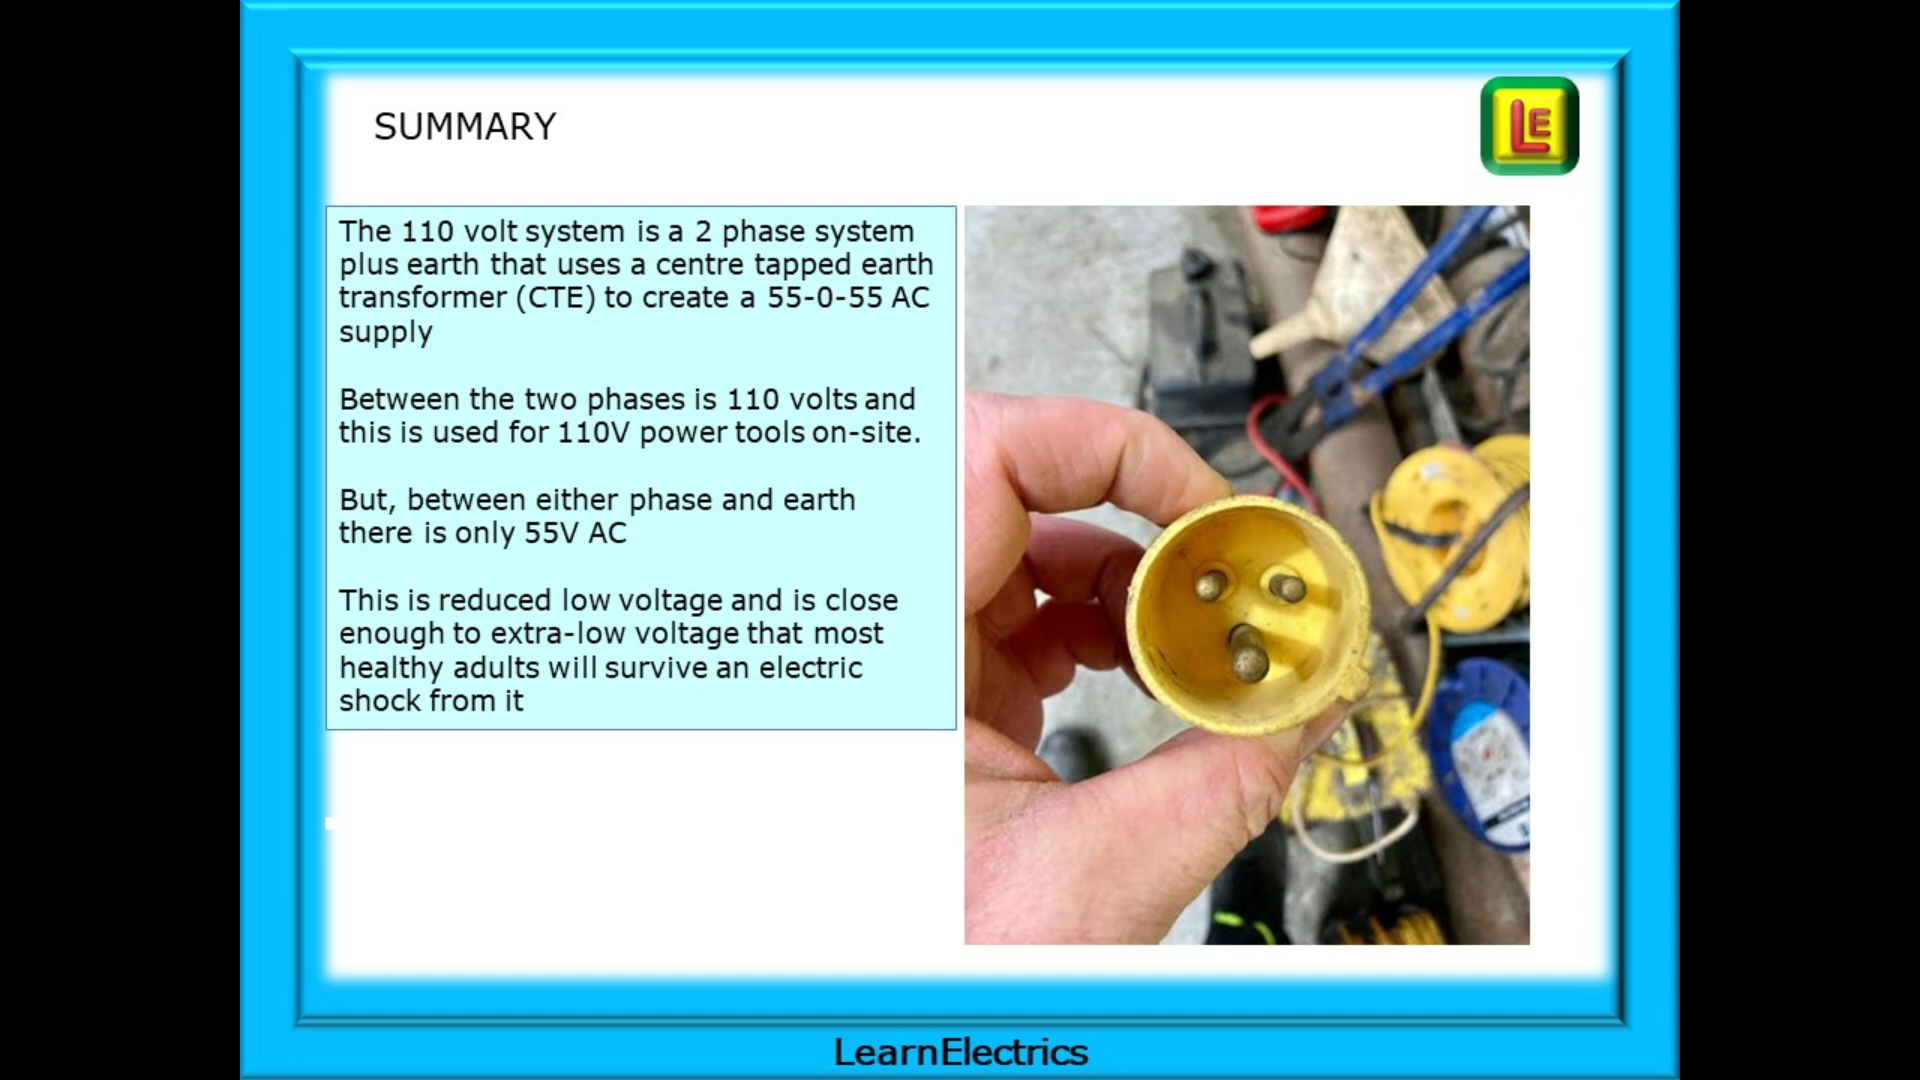 SUMMARY
LE
The 110 volt system is a 2 phase system
plus earth that uses a centre tapped earth
transformer (CTE) to create a 55-0-55 AC
supply
Between the two phases is 110 volts and
this is used for 110V power tools on-site.
But, between either phase and earth
there is only 55V AC
This is reduced low voltage and is close
enough to extra-low voltage that most
healthy adults will survive an electric
shock from it
LearnElectrics